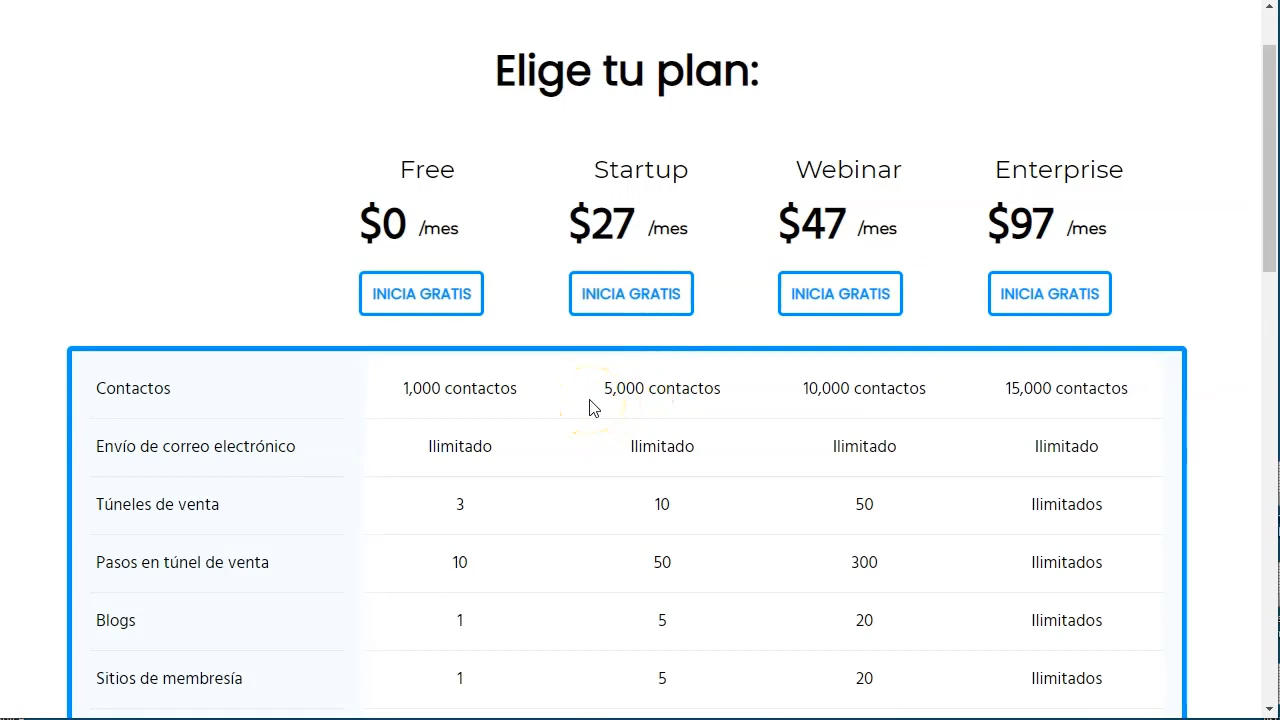 Elige tu plan:
Free Startup Webinar Enterprise
$0 /mes $27 /mes $47 /mes $97 /mes
INICIA GRATIS INICIA GRATIS INICIA GRATIS INICIA GRATIS
Contactos 1,000 contactos 5,000 contactos 10,000 contactos 15,000 contactos
Envío de correo electrónico Ilimitado Ilimitado Ilimitado Ilimitado
Túneles de venta 3 10 50 Ilimitados
Pasos en túnel de venta 10 50 300 Ilimitados
Blogs 1 5 20 Ilimitados
Sitios de membresía 1 5 20 Ilimitados